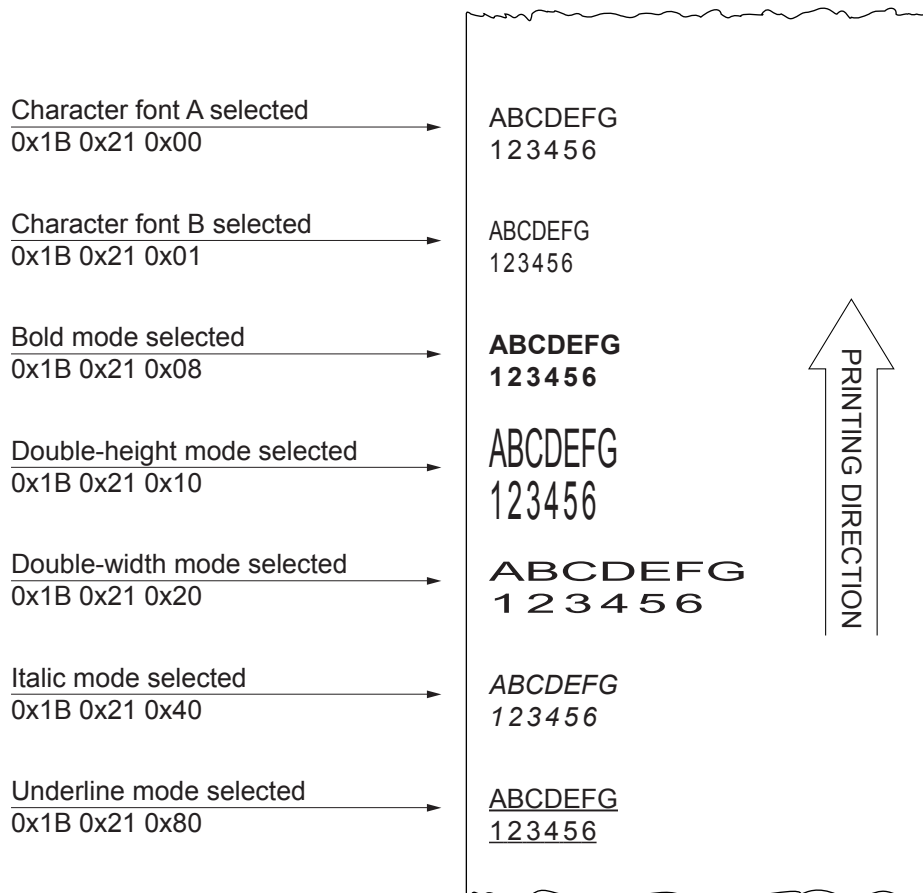 Character font A selected
0x1B 0x21 0x00
ABCDEFG
123456
Character font B selected
0x1B 0x21 0x01
ABCDEFG
123456
Bold mode selected
0x1B 0x21 0x08
ABCDEFG
123456
Double-height mode selected
0x1B 0x21 0x10
ABCDEFG
123456
Double-width mode selected
0x1B 0x21 0x20
ABCDEFG
123456
Italic mode selected
0x1B 0x21 0x40
ABCDEFG
123456
Underline mode selected
0x1B 0x21 0x80
ABCDEFG
123456
PRINTING DIRECTION